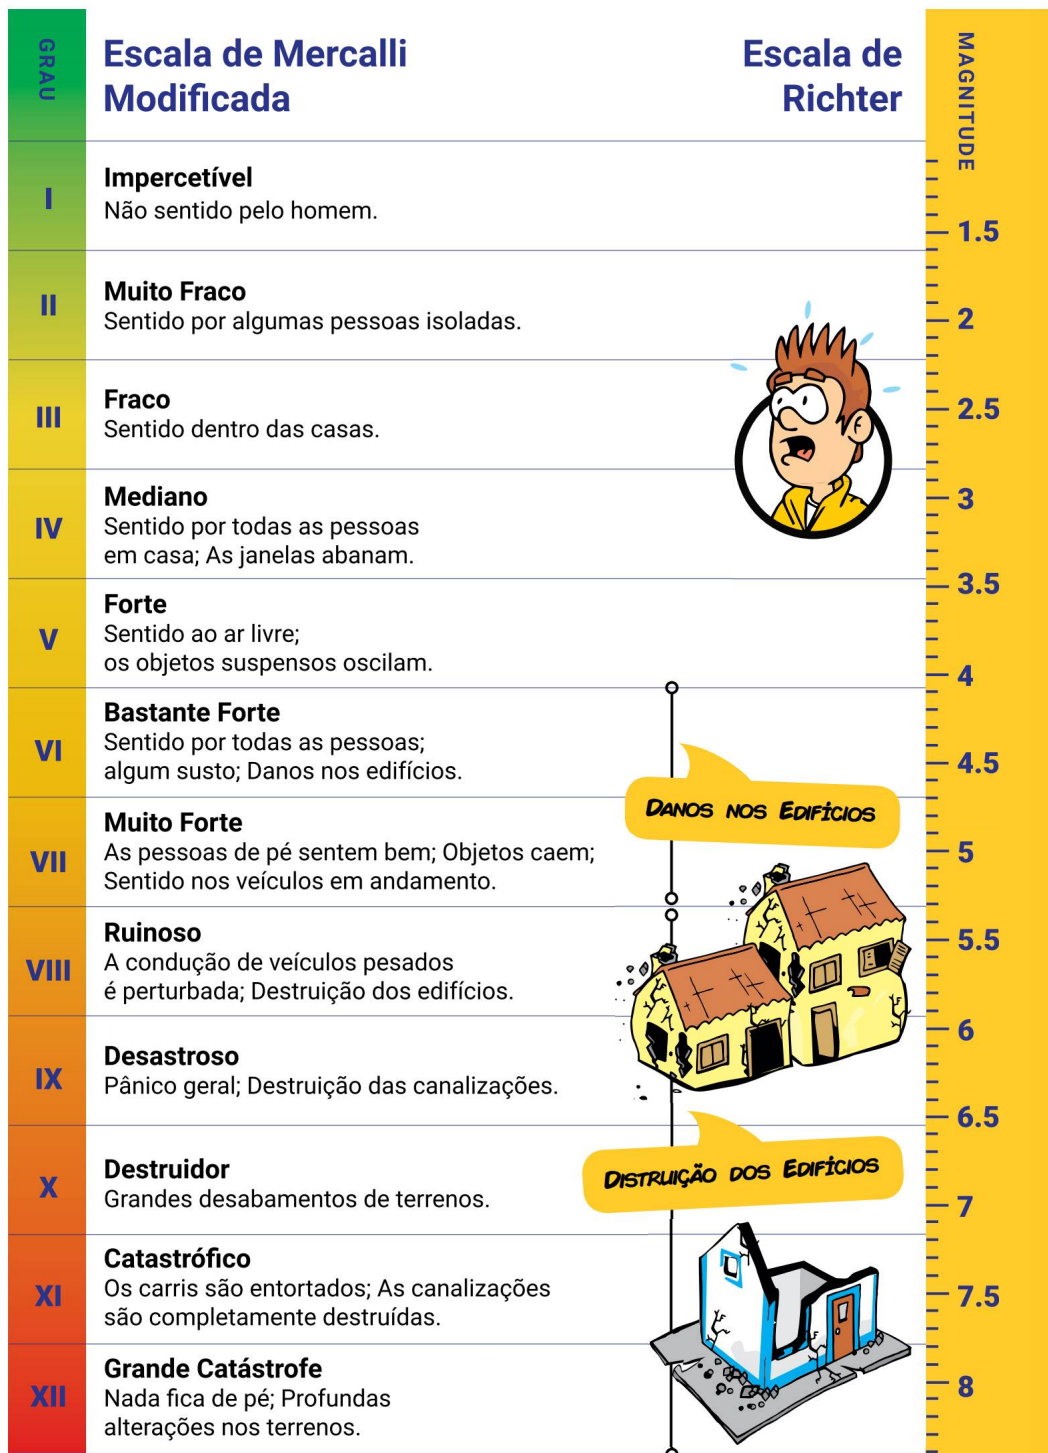 GRAU
Escala de Mercalli
Modificada
Escala de
Richter
MAGNITUDE
I
Impercetível
Não sentido pelo homem.
1.5
II
Muito Fraco
Sentido por algumas pessoas isoladas.
2
III
Fraco
Sentido dentro das casas.
2.5
IV
Mediano
Sentido por todas as pessoas
em casa; As janelas abanam.
3
3.5
V
Forte
Sentido ao ar livre;
os objetos suspensos oscilam.
4
VI
Bastante Forte
Sentido por todas as pessoas;
algum susto; Danos nos edifícios.
4.5
DANOS NOS EDIFÍCIOS
VII
Muito Forte
As pessoas de pé sentem bem; Objetos caem;
Sentido nos veículos em andamento.
5
VIII
Ruinoso
A condução de veículos pesados
é perturbada; Destruição dos edifícios.
5.5
6
IX
Desastroso
Pânico geral; Destruição das canalizações.
6.5
X
Destruidor
Grandes desabamentos de terrenos.
DISTRUIÇÃO DOS EDIFÍCIOS
7
XI
Catastrófico
Os carris são entortados; As canalizações
são completamente destruídas.
7.5
XII
Grande Catástrofe
Nada fica de pé; Profundas
alterações nos terrenos.
8